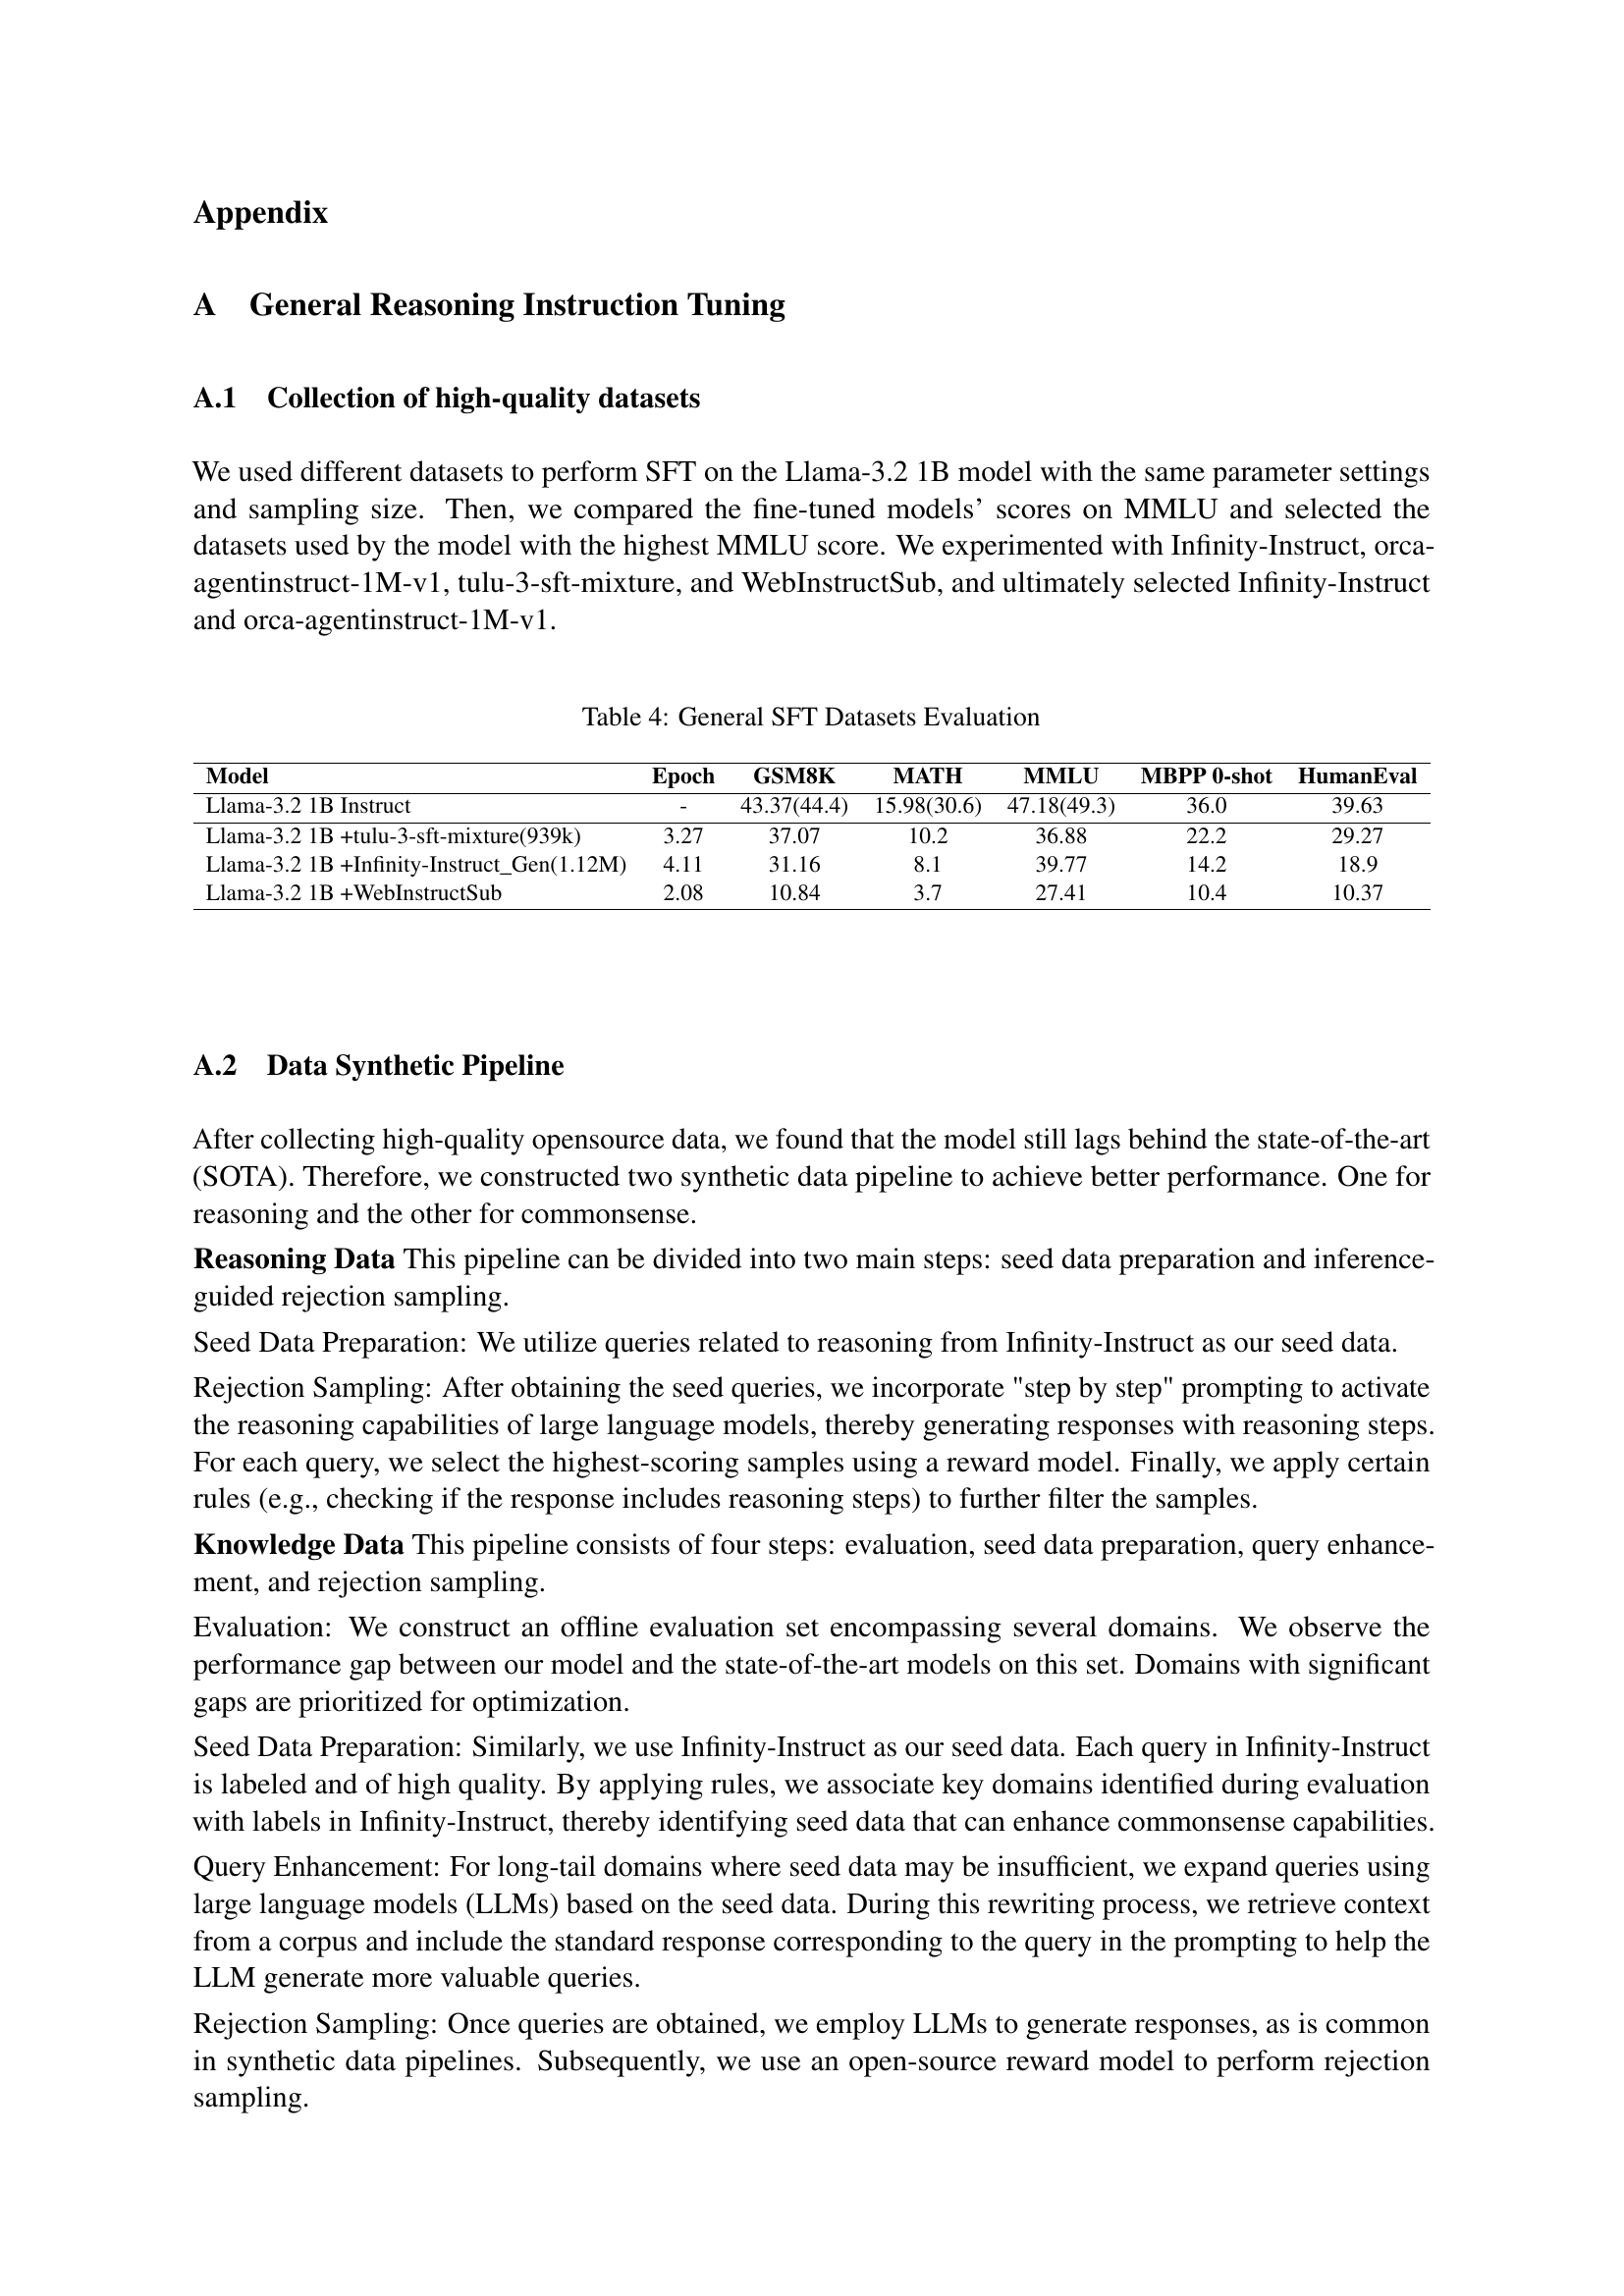 Appendix
A General Reasoning Instruction Tuning
A.1 Collection of high-quality datasets
We used different datasets to perform SFT on the Llama-3.2 1B model with the same parameter settings
and sampling size. Then, we compared the fine-tuned models' scores on MMLU and selected the
datasets used by the model with the highest MMLU score. We experimented with Infinity-Instruct, orca-
agentinstruct-1M-v1, tulu-3-sft-mixture, and WebInstructSub, and ultimately selected Infinity-Instruct
and orca-agentinstruct-1M-v1.
Table 4: General SFT Datasets Evaluation
Model Epoch GSM8K MATH MMLU MBPP 0-shot HumanEval
Llama-3.2 1B Instruct - 43.37(44.4) 15.98(30.6) 47.18(49.3) 36.0 39.63
Llama-3.2 1B +tulu-3-sft-mixture(939k) 3.27 37.07 10.2 36.88 22.2 29.27
Llama-3.2 1B +Infinity-Instruct_Gen(1.12M) 4.11 31.16 8.1 39.77 14.2 18.9
Llama-3.2 1B +WebInstructSub 2.08 10.84 3.7 27.41 10.4 10.37
A.2 Data Synthetic Pipeline
After collecting high-quality opensource data, we found that the model still lags behind the state-of-the-art
(SOTA). Therefore, we constructed two synthetic data pipeline to achieve better performance. One for
reasoning and the other for commonsense.
Reasoning Data This pipeline can be divided into two main steps: seed data preparation and inference-
guided rejection sampling.
Seed Data Preparation: We utilize queries related to reasoning from Infinity-Instruct as our seed data.
Rejection Sampling: After obtaining the seed queries, we incorporate "step by step" prompting to activate
the reasoning capabilities of large language models, thereby generating responses with reasoning steps.
For each query, we select the highest-scoring samples using a reward model. Finally, we apply certain
rules (e.g., checking if the response includes reasoning steps) to further filter the samples.
Knowledge Data This pipeline consists of four steps: evaluation, seed data preparation, query enhance-
ment, and rejection sampling.
Evaluation: We construct an offline evaluation set encompassing several domains. We observe the
performance gap between our model and the state-of-the-art models on this set. Domains with significant
gaps are prioritized for optimization.
Seed Data Preparation: Similarly, we use Infinity-Instruct as our seed data. Each query in Infinity-Instruct
is labeled and of high quality. By applying rules, we associate key domains identified during evaluation
with labels in Infinity-Instruct, thereby identifying seed data that can enhance commonsense capabilities.
Query Enhancement: For long-tail domains where seed data may be insufficient, we expand queries using
large language models (LLMs) based on the seed data. During this rewriting process, we retrieve context
from a corpus and include the standard response corresponding to the query in the prompting to help the
LLM generate more valuable queries.
Rejection Sampling: Once queries are obtained, we employ LLMs to generate responses, as is common
in synthetic data pipelines. Subsequently, we use an open-source reward model to perform rejection
sampling.